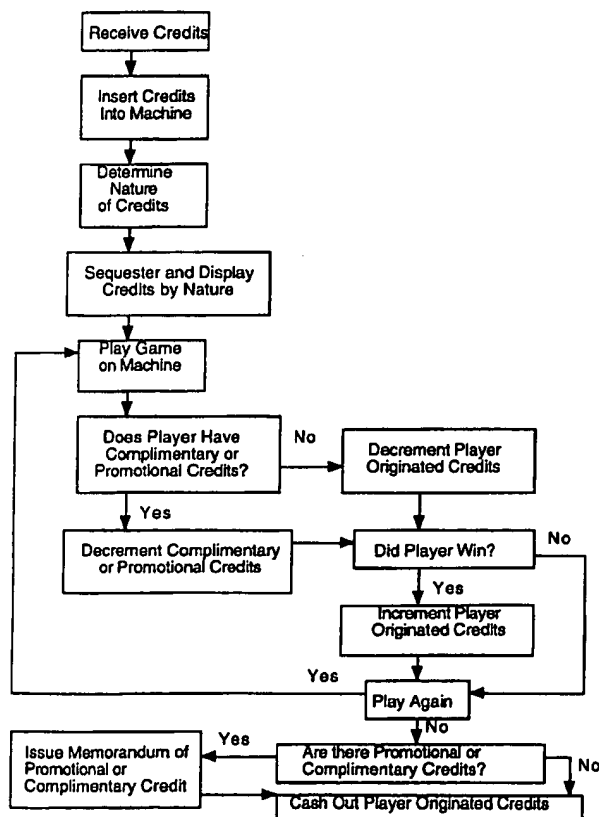 Receive Credits
Insert Credits
Into Machine
Determine
Nature
of Credits
Sequester and Display
Credits by Nature
Play Game
on Machine
Does Player Have
Complimentary or
Promotional Credits?
No
Decrement Player
Originated Credits
Yes
Decrement Complimentary
or Promotional Credits
Did Player Win?
No
Yes
Increment Player
Originated Credits
Yes
Play Again
No
Issue Memorandum of
Promotional or
Complimentary Credit
Yes
Are there Promotional or
Complimentary Credits?
No
Cash Out Player Originated Credits